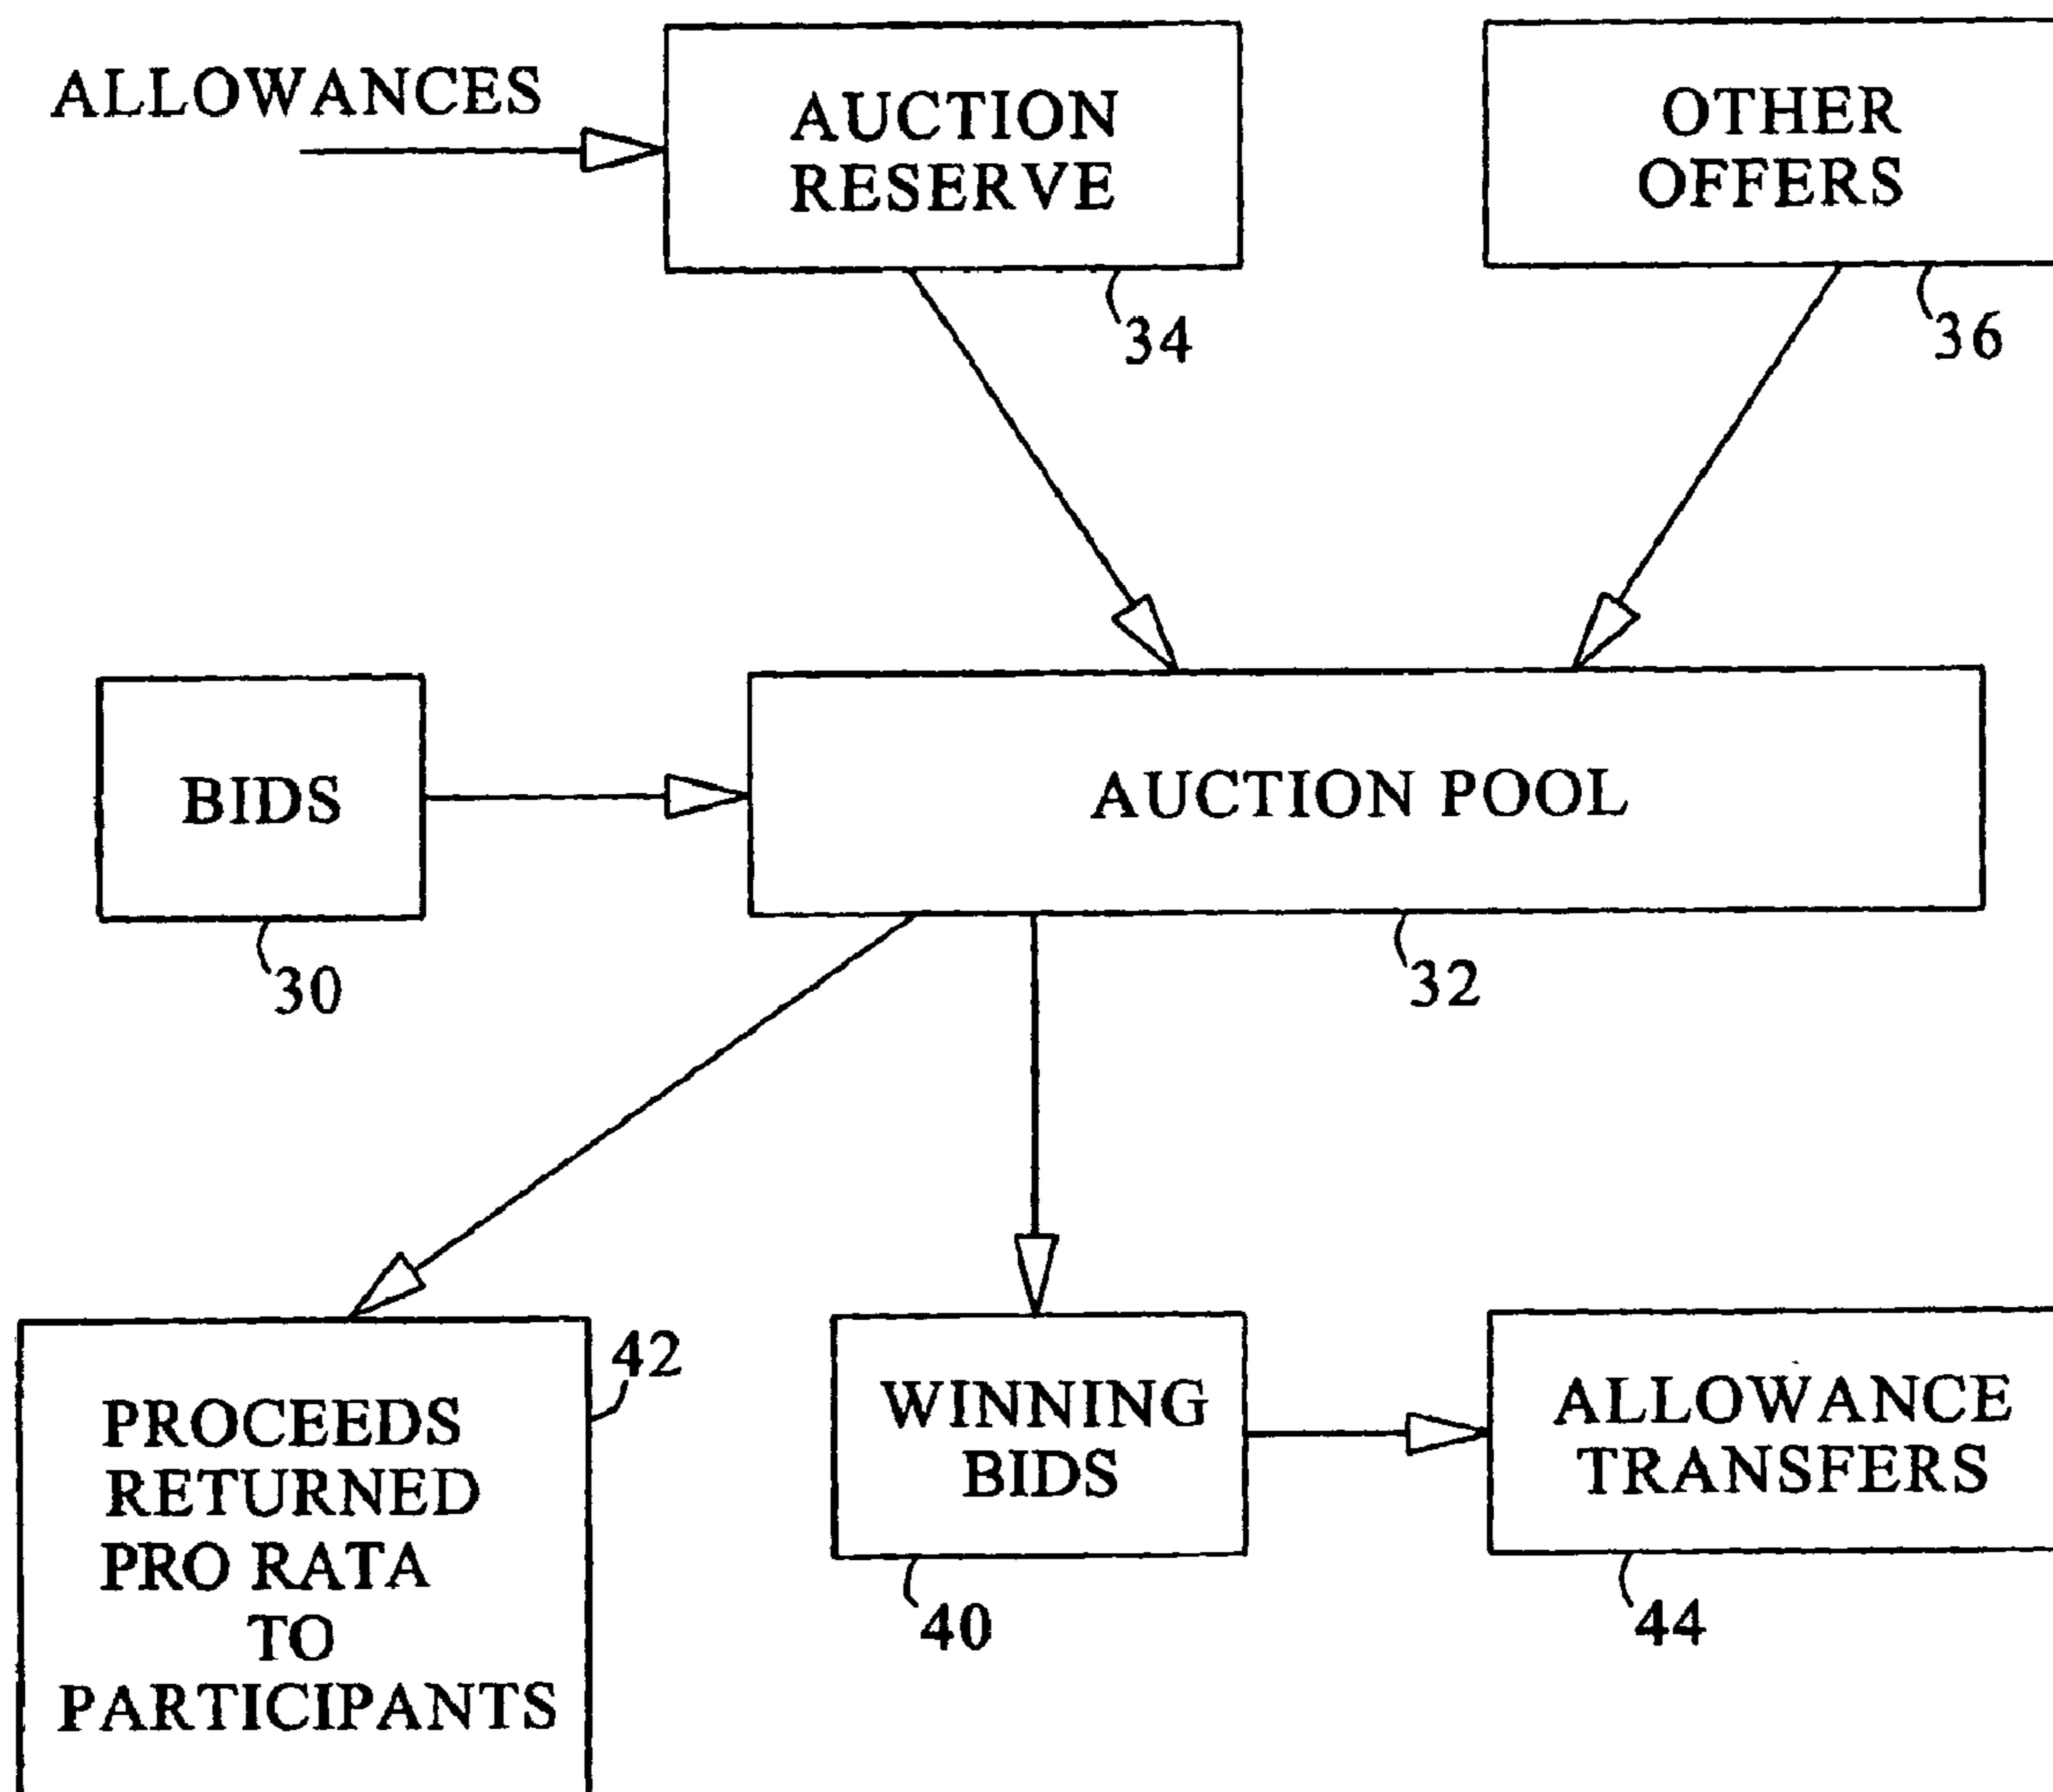 ALLOWANCES
AUCTION
RESERVE
34
OTHER
OFFERS
36
BIDS
30
AUCTION POOL
32
PROCEEDS
RETURNED
PRO RATA
TO
PARTICIPANTS
42
WINNING
BIDS
40
ALLOWANCE
TRANSFERS
44